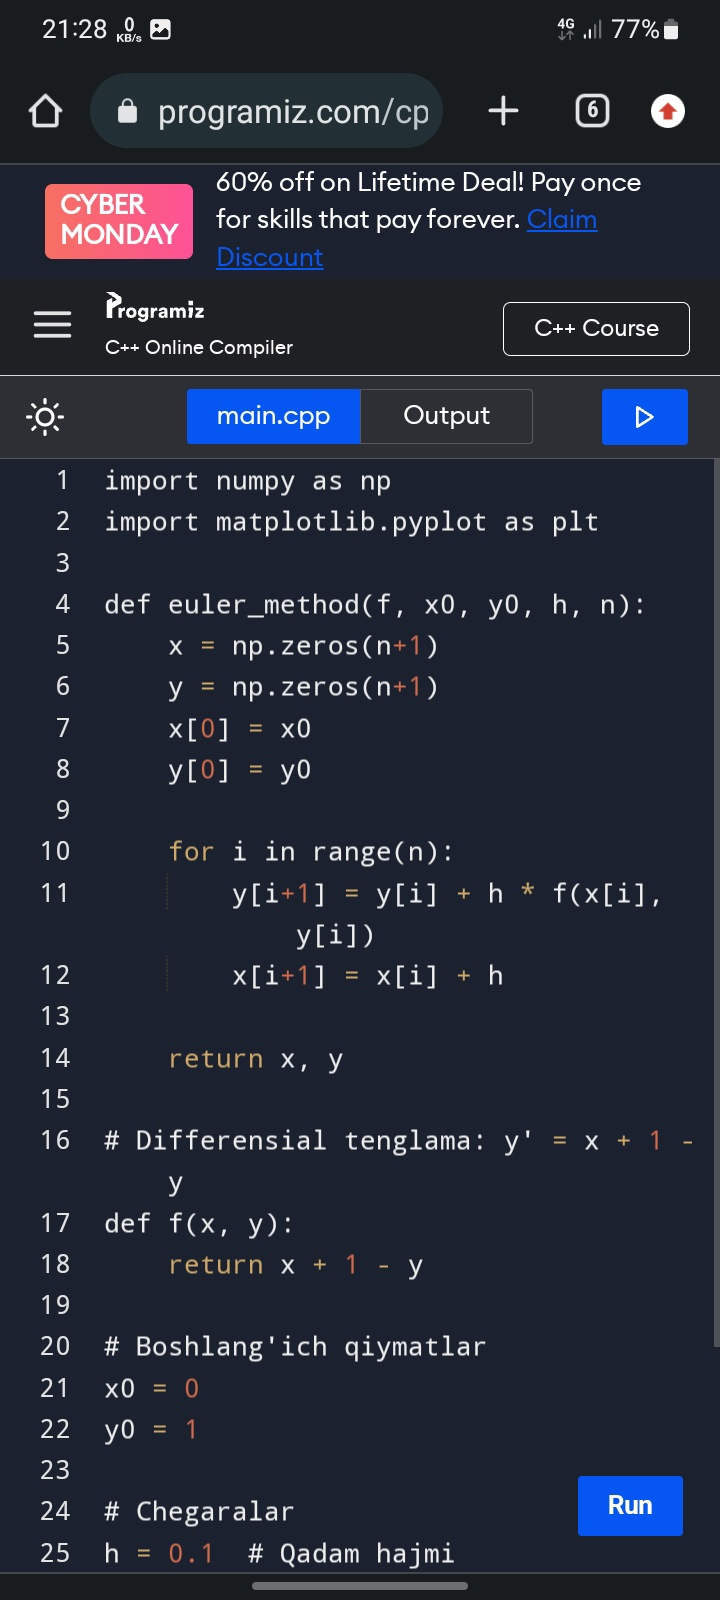 21:28 0 KB/s 4G 77%
programiz.com/cp 6
CYBER MONDAY
60% off on Lifetime Deal! Pay once
for skills that pay forever. Claim
Discount
Programiz
C++ Online Compiler
C++ Course
main.cpp Output
1 import numpy as np
2 import matplotlib.pyplot as plt
3
4 def euler_method(f, x0, y0, h, n):
5     x = np.zeros(n+1)
6     y = np.zeros(n+1)
7     x[0] = x0
8     y[0] = y0
9
10     for i in range(n):
11         y[i+1] = y[i] + h * f(x[i],
            y[i])
12         x[i+1] = x[i] + h
13
14     return x, y
15
16 # Differensial tenglama: y' = x + 1 -
    y
17 def f(x, y):
18     return x + 1 - y
19
20 # Boshlang'ich qiymatlar
21 x0 = 0
22 y0 = 1
23
24 # Chegaralar
25 h = 0.1  # Qadam hajmi
Run